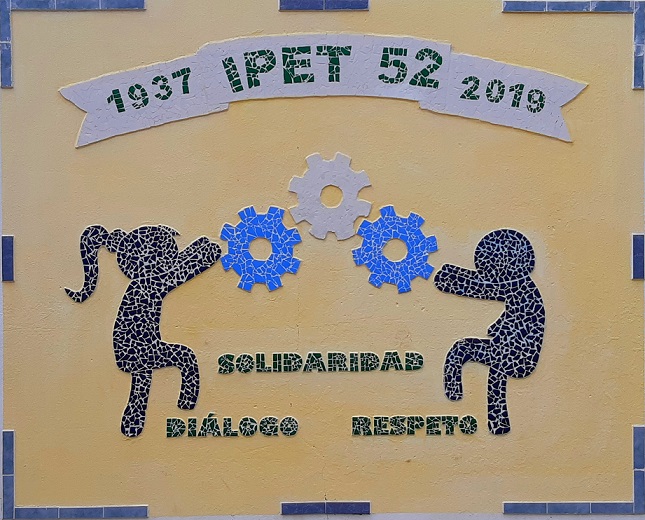 1937 IPET 52 2019
SOLIDARIDAD
DIÁLOGO RESPETO